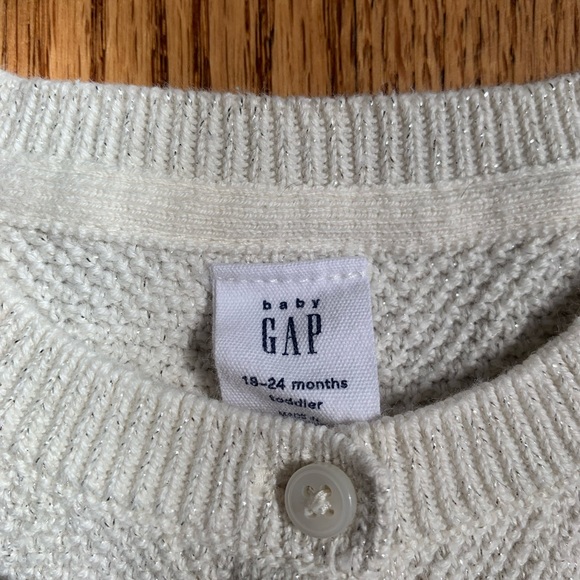 baby
GAP
18-24 months
toddler